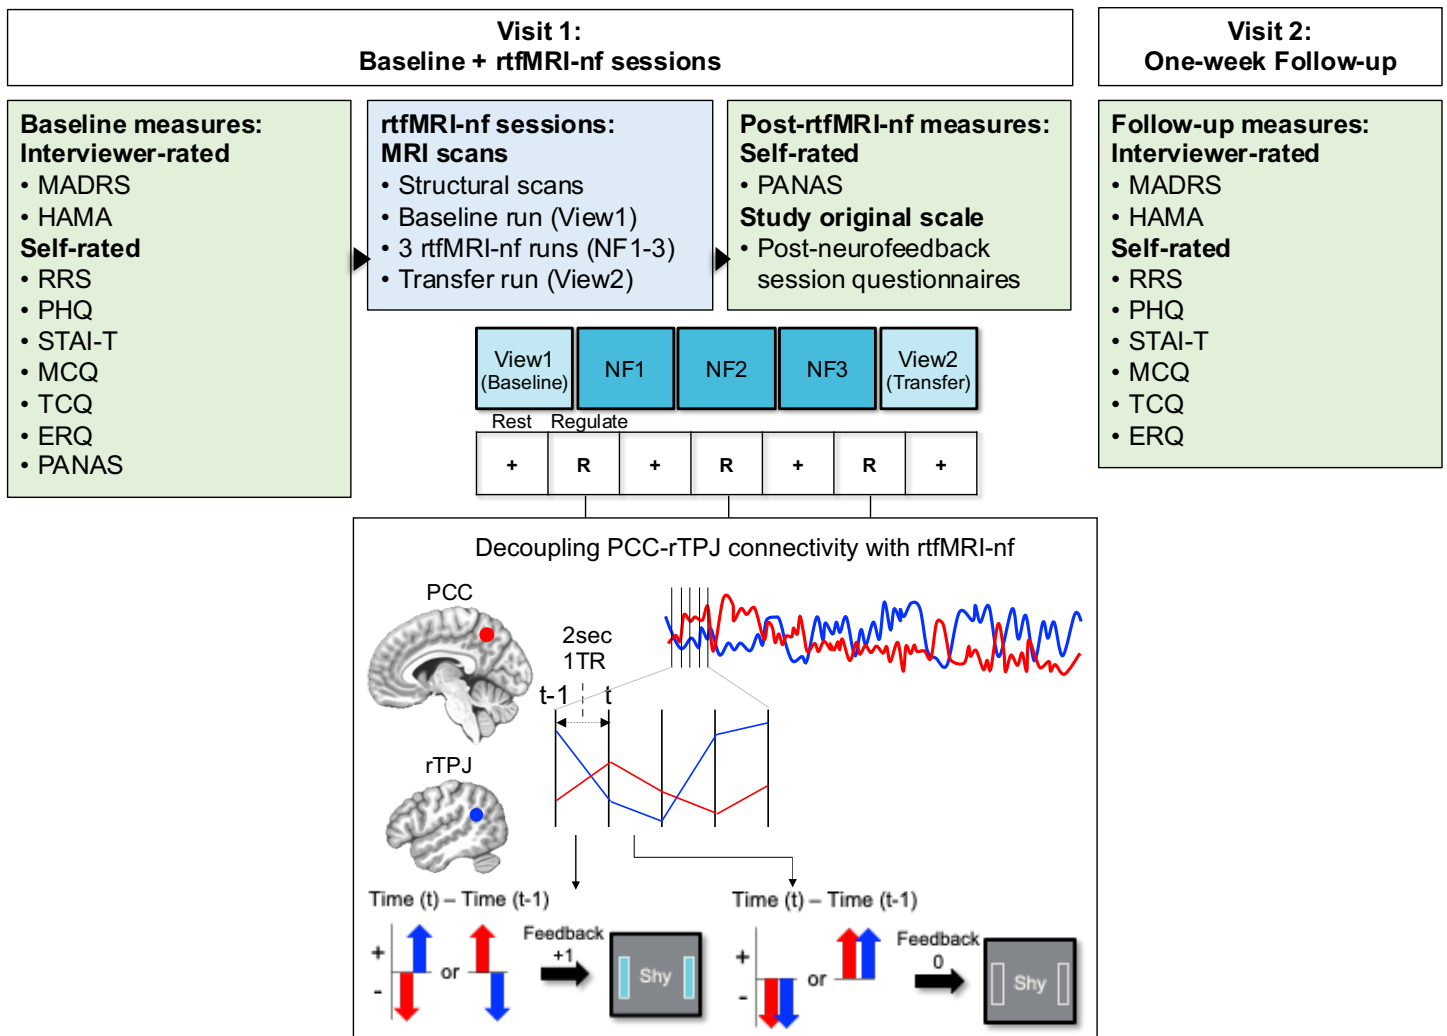 Visit 1:
Baseline + rtfMRI-nf sessions
Visit 2:
One-week Follow-up
Baseline measures:
Interviewer-rated
• MADRS
• HAMA
Self-rated
• RRS
• PHQ
• STAI-T
• MCQ
• TCQ
• ERQ
• PANAS
rtfMRI-nf sessions:
MRI scans
• Structural scans
• Baseline run (View1)
• 3 rtfMRI-nf runs (NF1-3)
• Transfer run (View2)
Post-rtfMRI-nf measures:
Self-rated
• PANAS
Study original scale
• Post-neurofeedback
session questionnaires
Follow-up measures:
Interviewer-rated
• MADRS
• HAMA
Self-rated
• RRS
• PHQ
• STAI-T
• MCQ
• TCQ
• ERQ
View1
(Baseline)
NF1
NF2
NF3
View2
(Transfer)
Rest
Regulate
+ R + R + R +
Decoupling PCC-rTPJ connectivity with rtfMRI-nf
PCC
2sec
1TR
t-1
t
rTPJ
Time (t) – Time (t-1)
+
-
or
Feedback
+1
Shy
Time (t) – Time (t-1)
+
-
or
Feedback
0
Shy